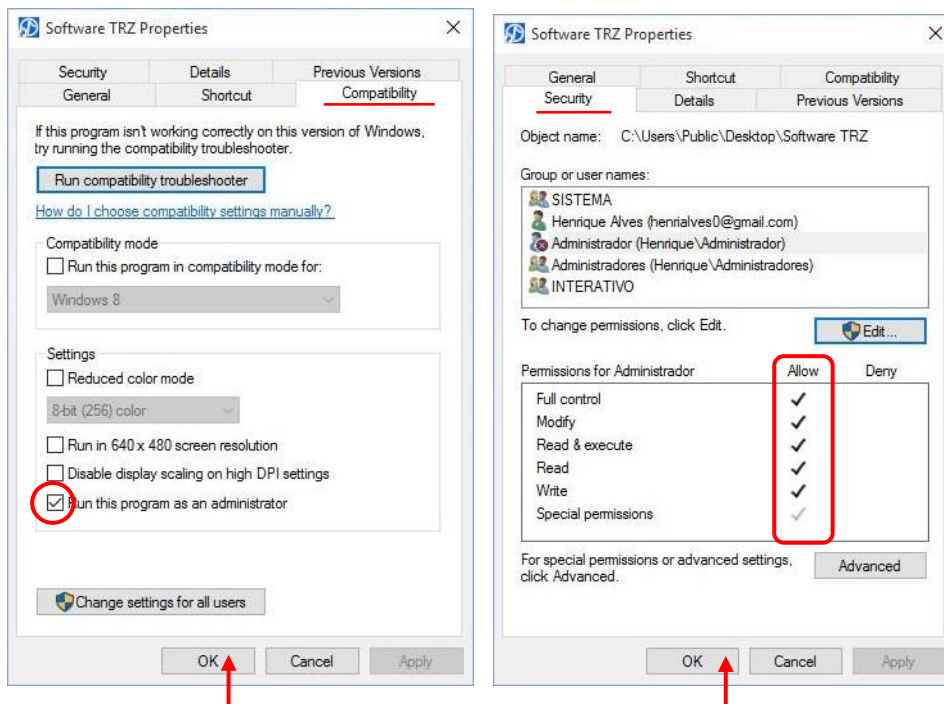 Software TRZ Properties
Security Details Previous Versions
General Shortcut Compatibility
If this program isn't working correctly on this version of Windows,
try running the compatibility troubleshooter.
Run compatibility troubleshooter
How do I choose compatibility settings manually?
Compatibility mode
Run this program in compatibility mode for:
Windows 8
Settings
Reduced color mode
8-bit (256) color
Run in 640 x 480 screen resolution
Disable display scaling on high DPI settings
Run this program as an administrator
Change settings for all users
OK Cancel Apply
Software TRZ Properties
General Shortcut Compatibility
Security Details Previous Versions
Object name: C:\Users\Public\Desktop\Software TRZ
Group or user names:
SISTEMA
Henrique Alves (henrialves0@gmail.com)
Administrador (Henrique\Administrador)
Administradores (Henrique\Administradores)
INTERATIVO
To change permissions, click Edit.
Edit...
Permissions for Administrador Allow Deny
Full control
Modify
Read & execute
Read
Write
Special permissions
For special permissions or advanced settings,
click Advanced.
Advanced
OK Cancel Apply